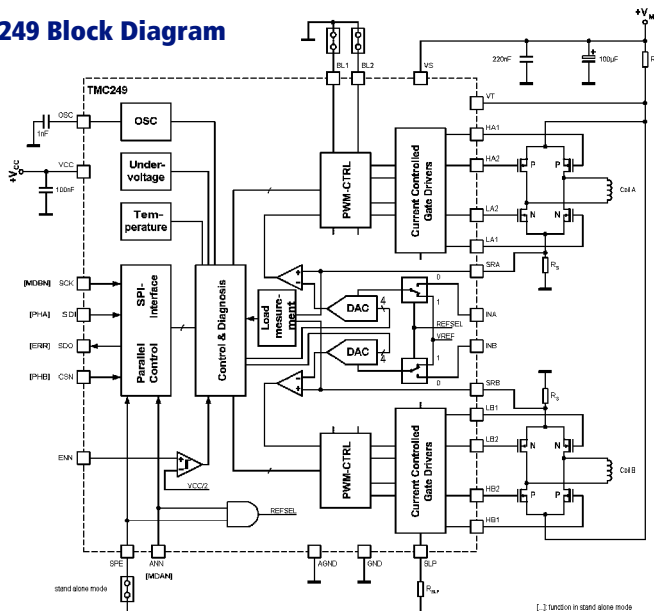 249 Block Diagram
+VM
220nF
100µF
R
BL1
BL2
VS
TMC249
VT
OSC
1nF
OSC
HA1
HA2
LA2
LA1
P
P
N
N
Coil A
+VCC
VCC
100nF
Under-
voltage
Tem-
perature
PWM-CTRL
Current Controlled
Gate Drivers
SRA
RS
[MDBN] SCK
[PHA] SDI
[ERR] SDO
[PHB] CSN
SPI-
Interface
Parallel
Control
Control & Diagnosis
Load
mesure-
ment
DAC
4
DAC
4
0
1
REFSEL
VREF
1
0
INA
INB
SRB
RS
LB1
LB2
HB2
HB1
N
N
P
P
Coil B
PWM-CTRL
Current Controlled
Gate Drivers
ENN
VCC/2
REFSEL
SPE
ANN
[MDAN]
AGND
GND
SLP
RSLP
stand alone mode
[...]: function in stand alone mode